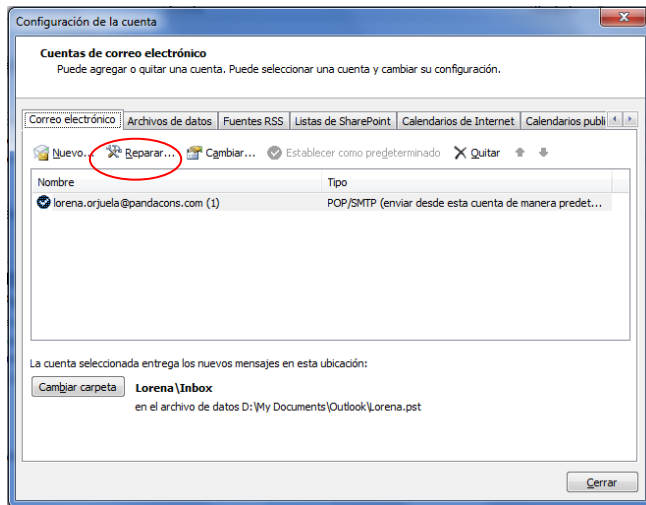 Configuración de la cuenta
Cuentas de correo electrónico
Puede agregar o quitar una cuenta. Puede seleccionar una cuenta y cambiar su configuración.
Correo electrónico Archivos de datos Fuentes RSS Listas de SharePoint Calendarios de Internet Calendarios publi
Nuevo... Reparar... Cambiar... Establecer como predeterminado Quitar
Nombre Tipo
lorena.orjuela@pandacons.com (1) POP/SMTP (enviar desde esta cuenta de manera predet...
La cuenta seleccionada entrega los nuevos mensajes en esta ubicación:
Cambiar carpeta Lorena\Inbox
en el archivo de datos D:\My Documents\Outlook\Lorena.pst
Cerrar